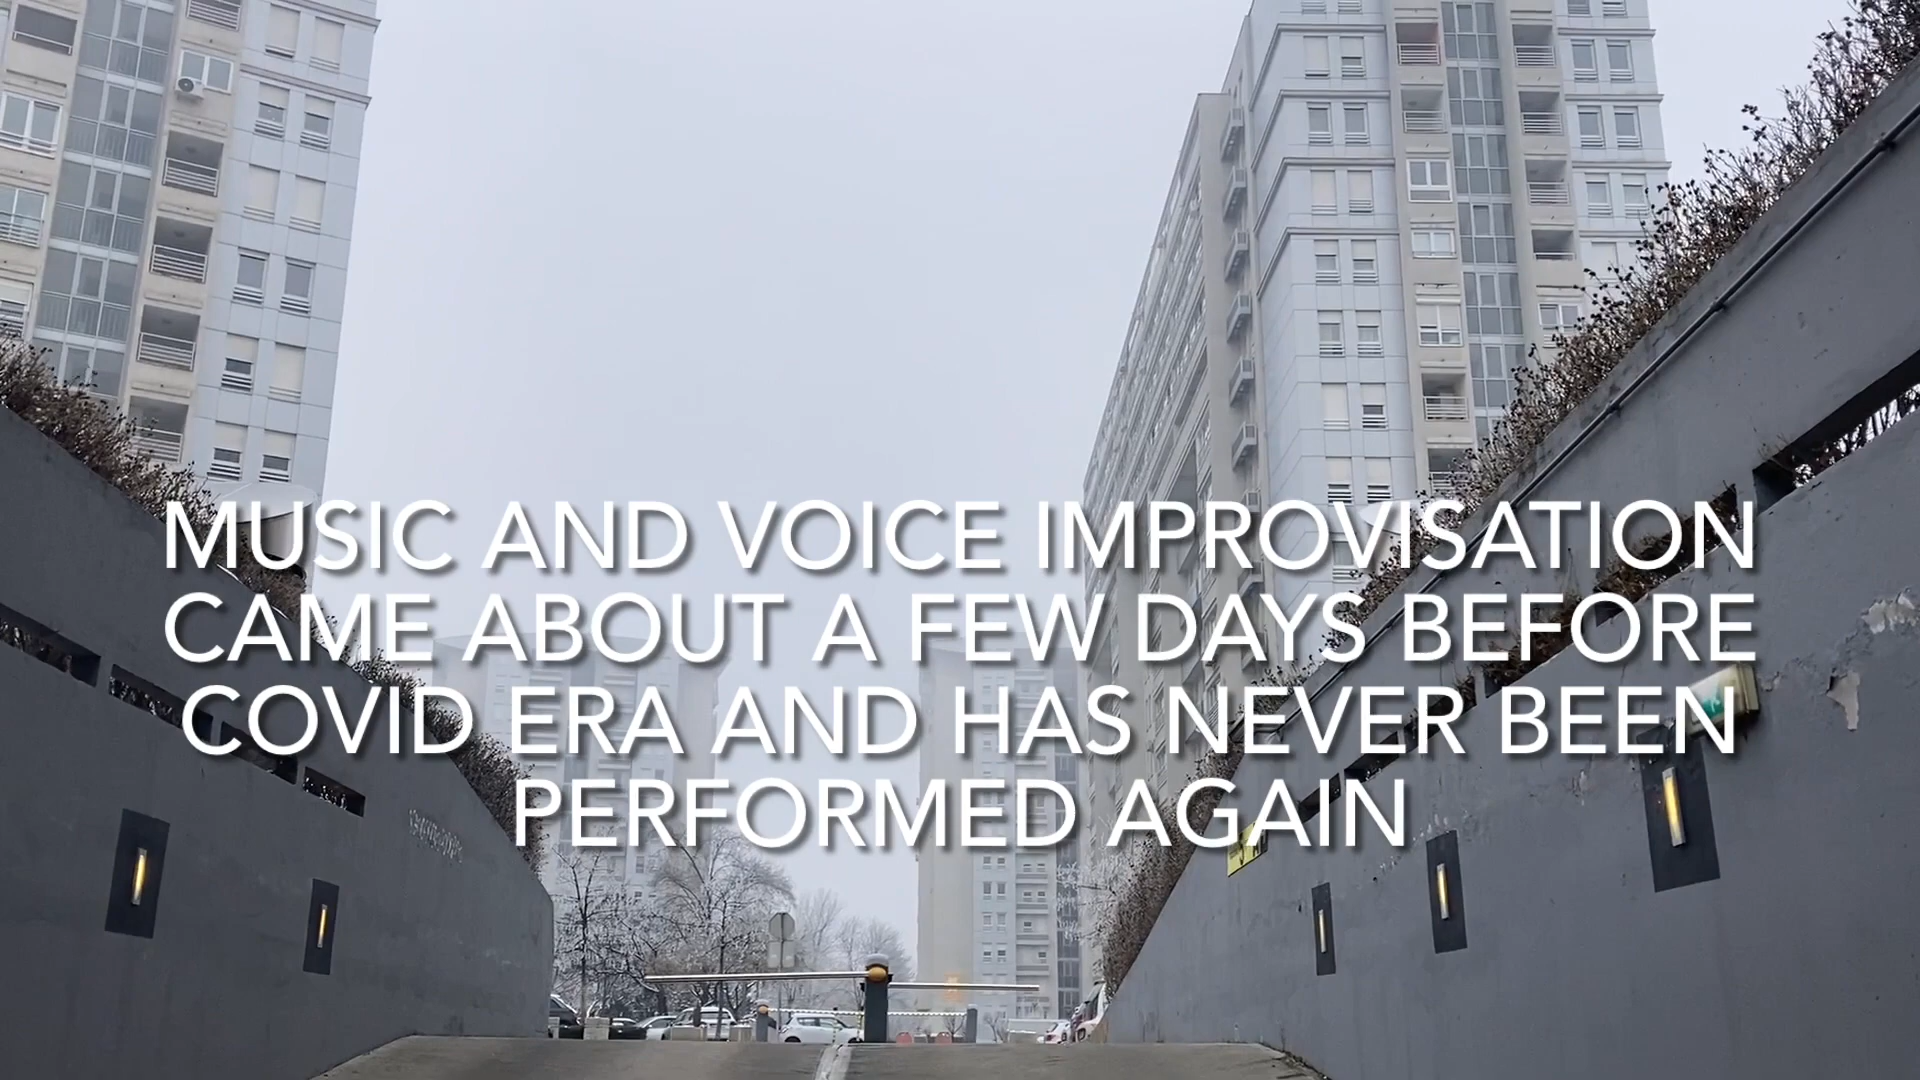 MUSIC AND VOICE IMPROVISATION
CAME ABOUT A FEW DAYS BEFORE
COVID ERA AND HAS NEVER BEEN
PERFORMED AGAIN